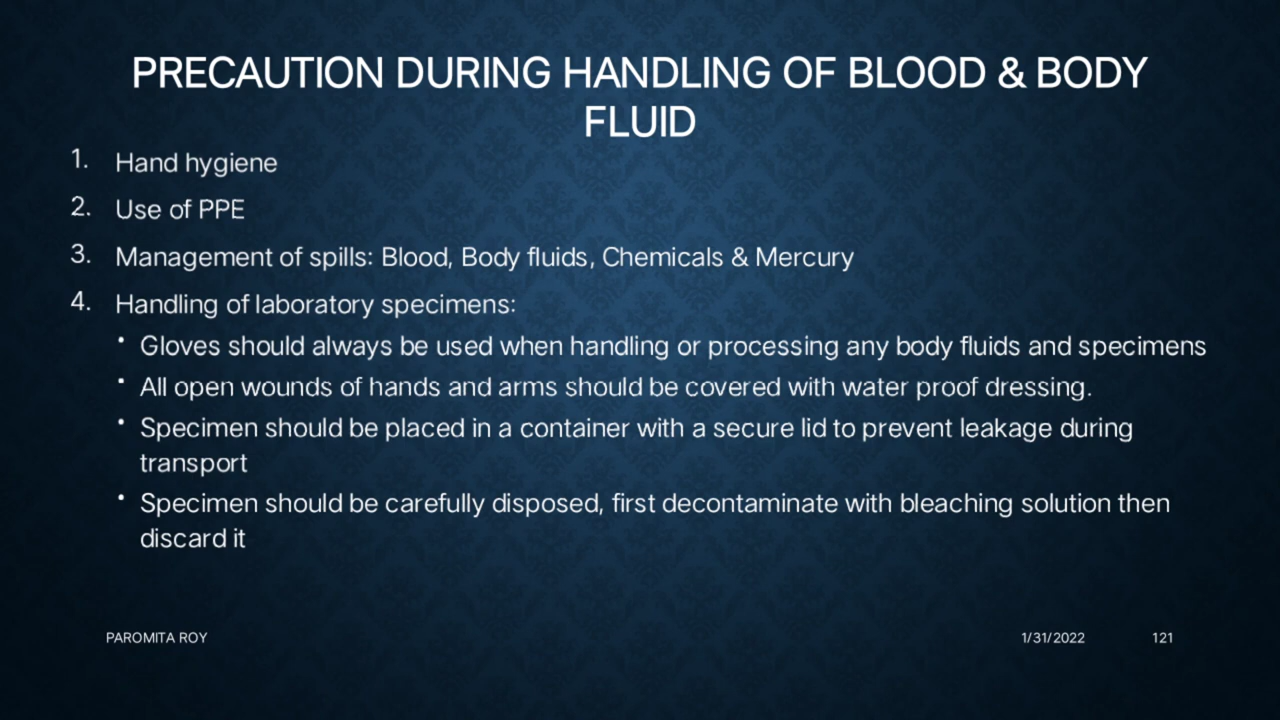 PRECAUTION DURING HANDLING OF BLOOD & BODY
FLUID
1. Hand hygiene
2. Use of PPE
3. Management of spills: Blood, Body fluids, Chemicals & Mercury
4. Handling of laboratory specimens:
• Gloves should always be used when handling or processing any body fluids and specimens
• All open wounds of hands and arms should be covered with water proof dressing.
• Specimen should be placed in a container with a secure lid to prevent leakage during
transport
• Specimen should be carefully disposed, first decontaminate with bleaching solution then
discard it
PAROMITA ROY 1/31/2022 121